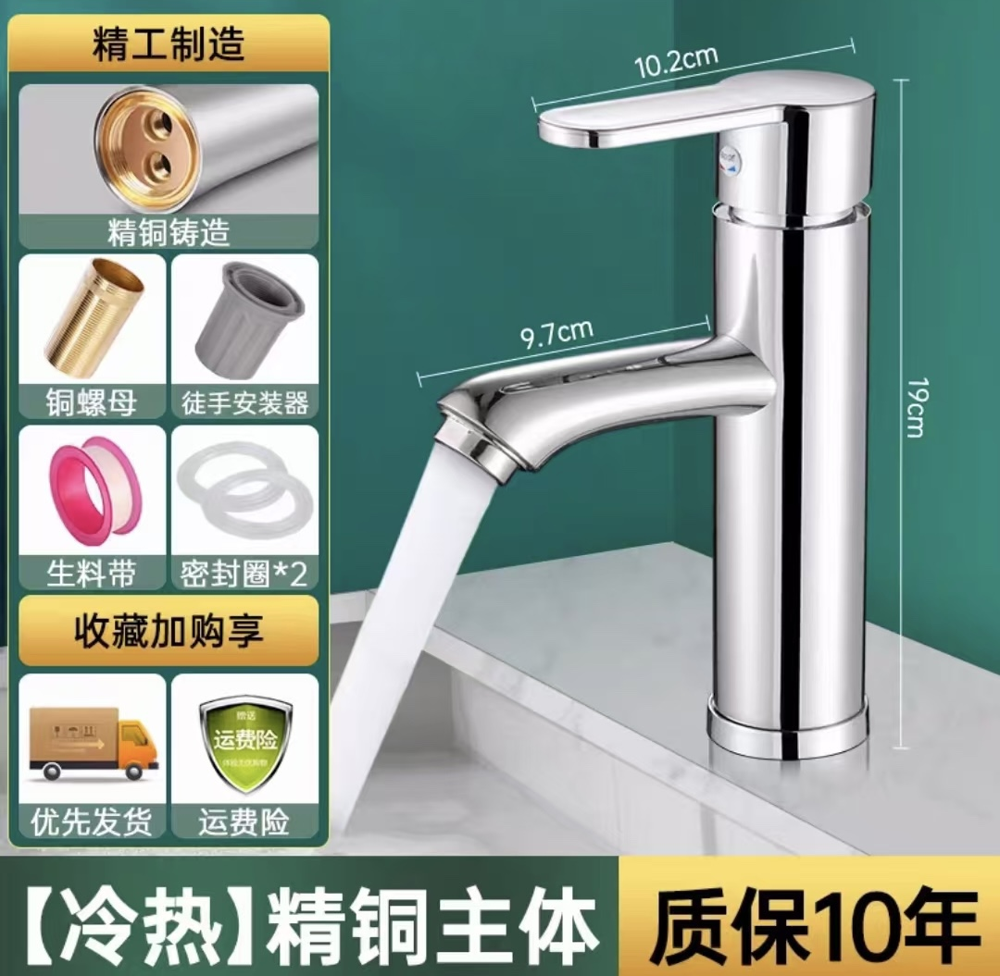 精工制造
精铜铸造
铜螺母
徒手安装器
生料带
密封圈*2
收藏加购享
赠送
运费险
优先发货
运费险
10.2cm
9.7cm
19cm
【冷热】精铜主体
质保10年